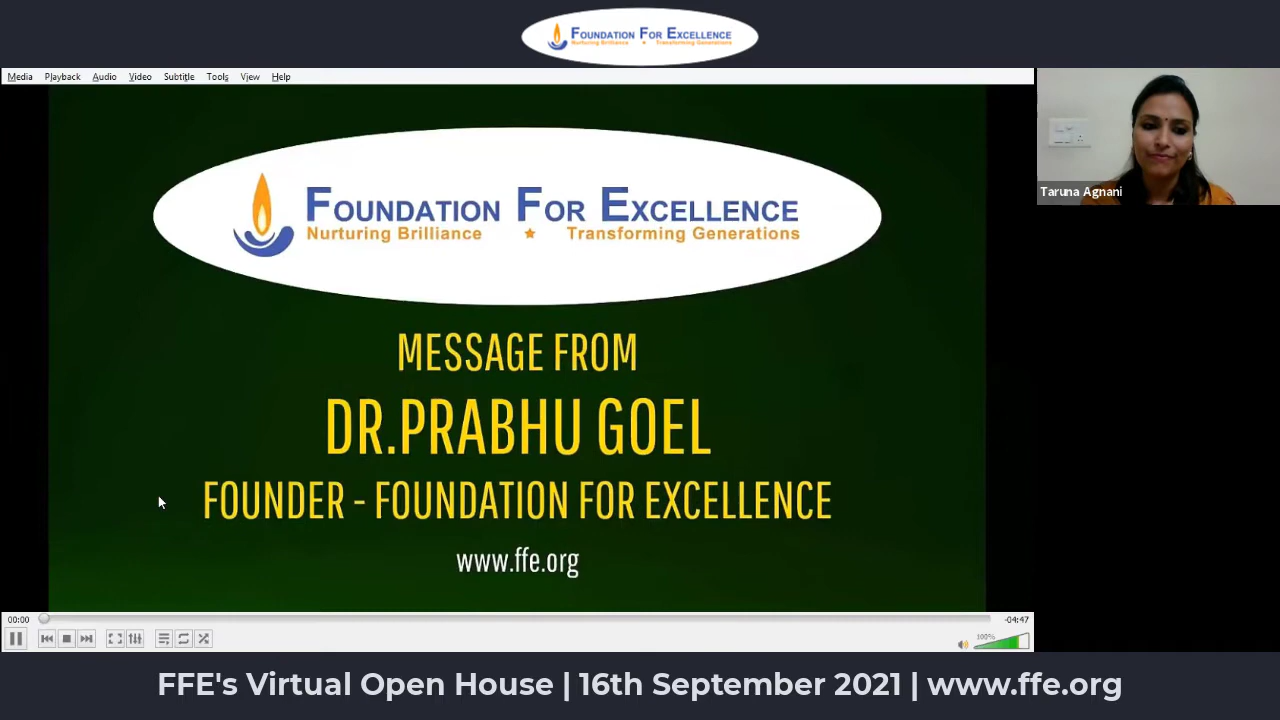 FOUNDATION FOR EXCELLENCE
Nurturing Brilliance ★ Transforming Generations
Media Playback Audio Video Subtitle Tools View Help
FOUNDATION FOR EXCELLENCE
Nurturing Brilliance ★ Transforming Generations
MESSAGE FROM
DR.PRABHU GOEL
FOUNDER - FOUNDATION FOR EXCELLENCE
www.ffe.org
Taruna Agnani
00:00
-04:47
100%
FFE's Virtual Open House | 16th September 2021 | www.ffe.org